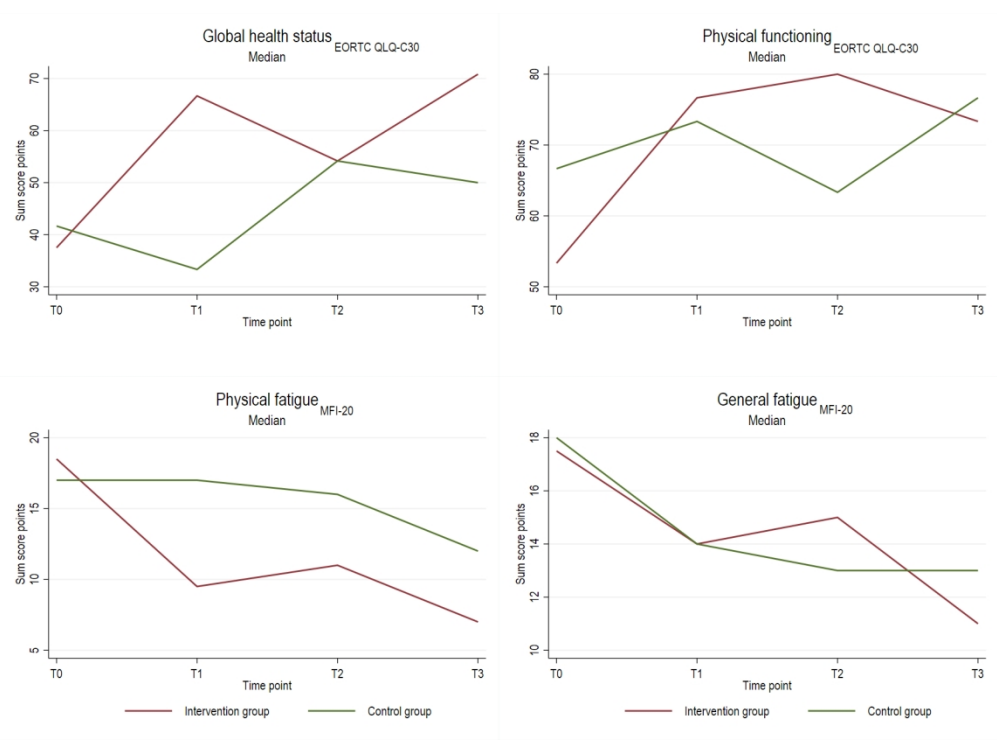 Global health status EORTC QLQ-C30
Median
Sum score points
70
60
50
40
30
T0 T1 T2 T3
Time point
Physical functioning EORTC QLQ-C30
Median
Sum score points
80
70
60
50
T0 T1 T2 T3
Time point
Physical fatigue MFI-20
Median
Sum score points
20
15
10
5
T0 T1 T2 T3
Time point
Intervention group Control group
General fatigue MFI-20
Median
Sum score points
18
16
14
12
10
T0 T1 T2 T3
Time point
Intervention group Control group